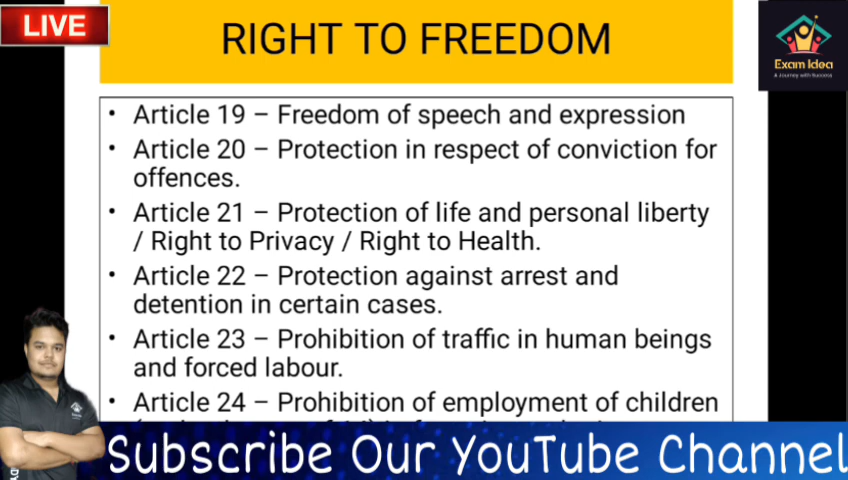 LIVE
RIGHT TO FREEDOM
Exam Idea
A Journey with Success
• Article 19 – Freedom of speech and expression
• Article 20 – Protection in respect of conviction for
offences.
• Article 21 – Protection of life and personal liberty
/ Right to Privacy / Right to Health.
• Article 22 – Protection against arrest and
detention in certain cases.
• Article 23 – Prohibition of traffic in human beings
and forced labour.
• Article 24 – Prohibition of employment of children
Subscribe Our YouTube Channel